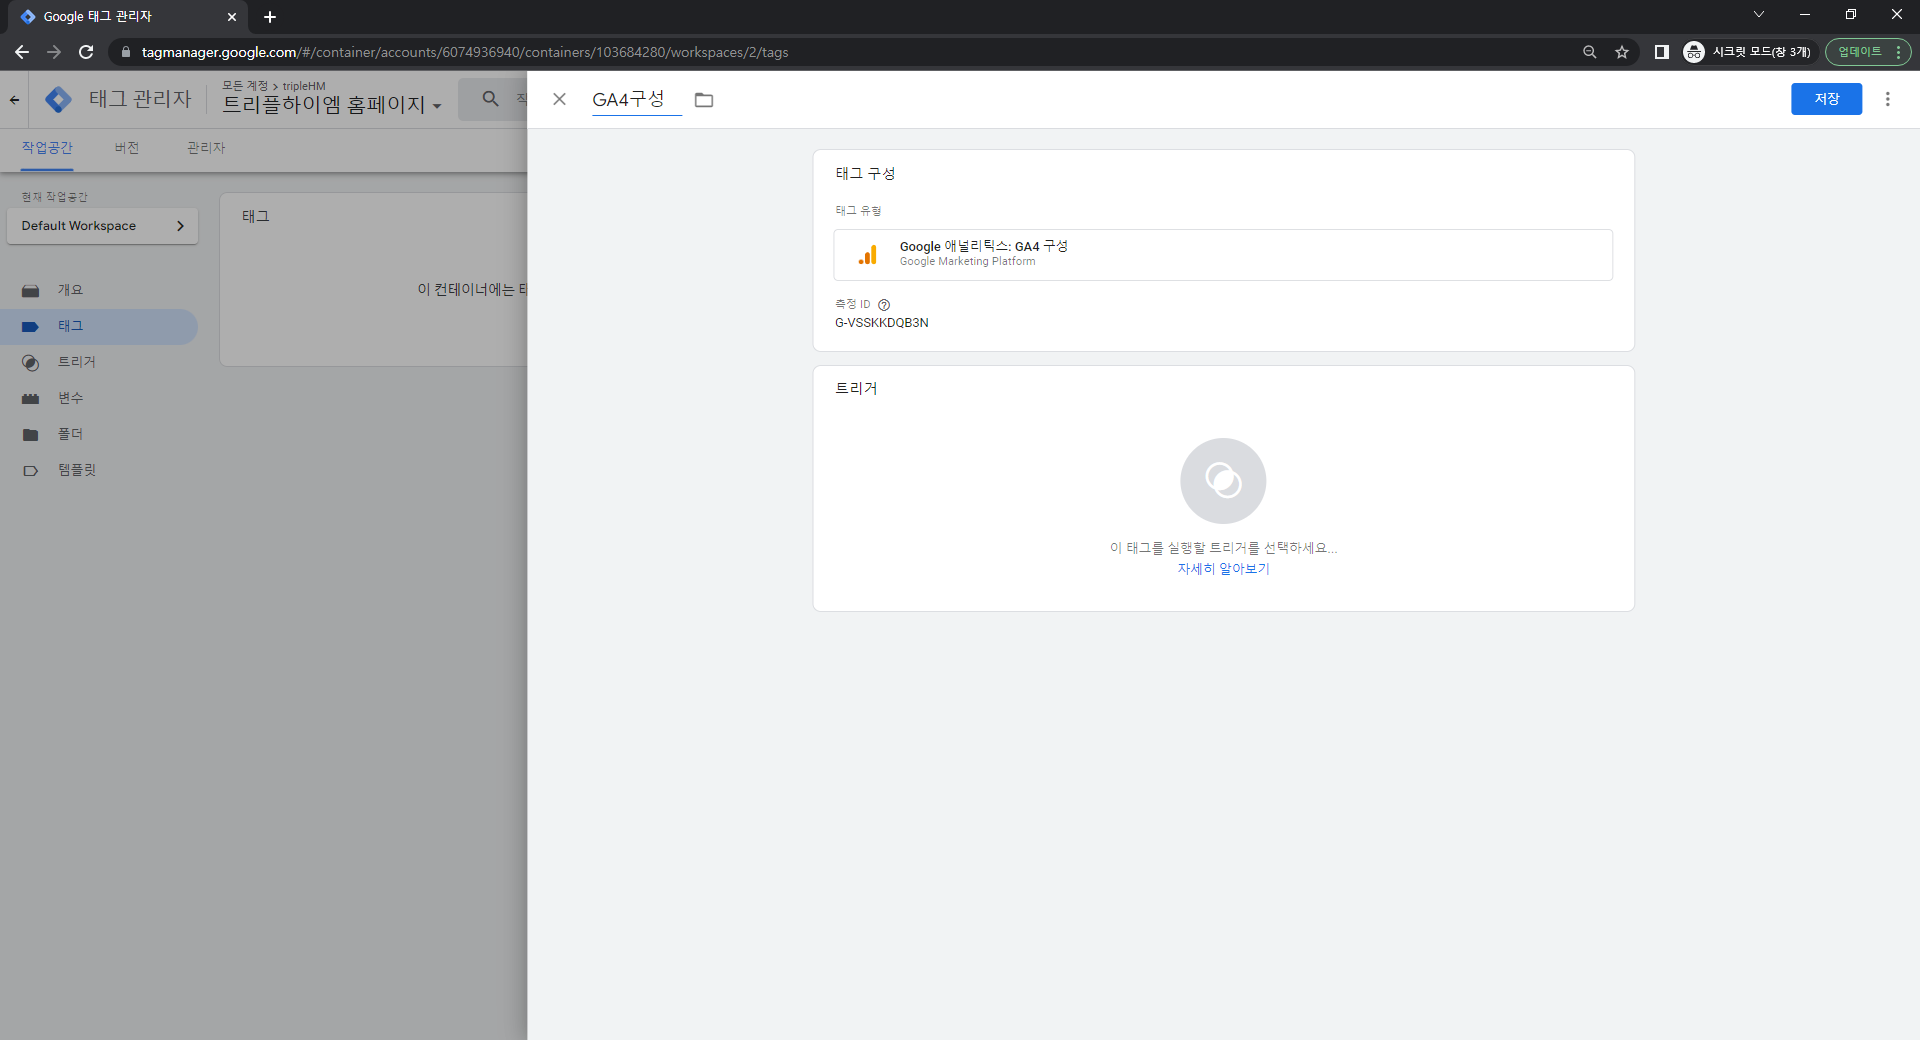 Google 태그 관리자
tagmanager.google.com/#/container/accounts/6074936940/containers/103684280/workspaces/2/tags
시크릿 모드(창 3개)
업데이트
태그 관리자
모든 계정 > tripleHM
트리플하이엠 홈페이지
작
GA4구성
저장
작업공간
버전
관리자
현재 작업공간
Default Workspace
개요
태그
트리거
변수
폴더
템플릿
태그
이 컨테이너에는 태
태그 구성
태그 유형
Google 애널리틱스: GA4 구성
Google Marketing Platform
측정 ID
G-VSSKKDQB3N
트리거
이 태그를 실행할 트리거를 선택하세요...
자세히 알아보기